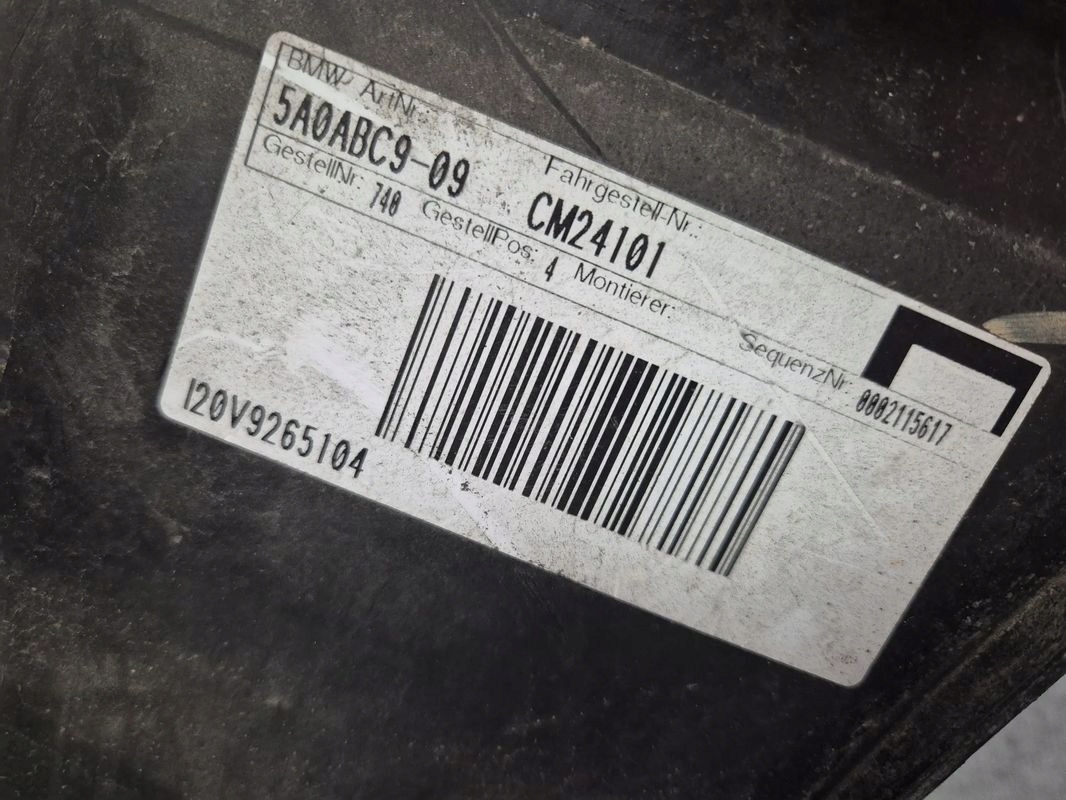 BMW ArtNr.: Fahrgestell-Nr.:
5A0ABC9-09 CM24101
GestellNr: 740 GestellPos: 4 Montierer: SequenzNr: 0002115617
I20V9265104